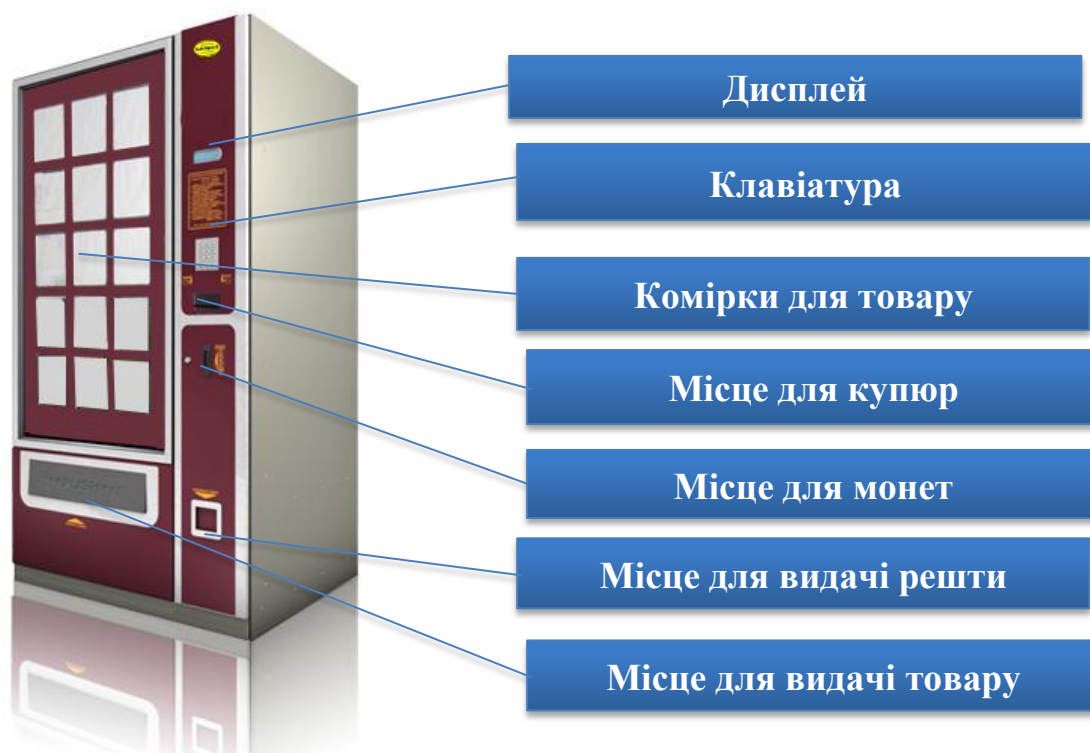 Дисплей
Клавіатура
Комірки для товару
Місце для купюр
Місце для монет
Місце для видачі решти
PUSH
Місце для видачі товару